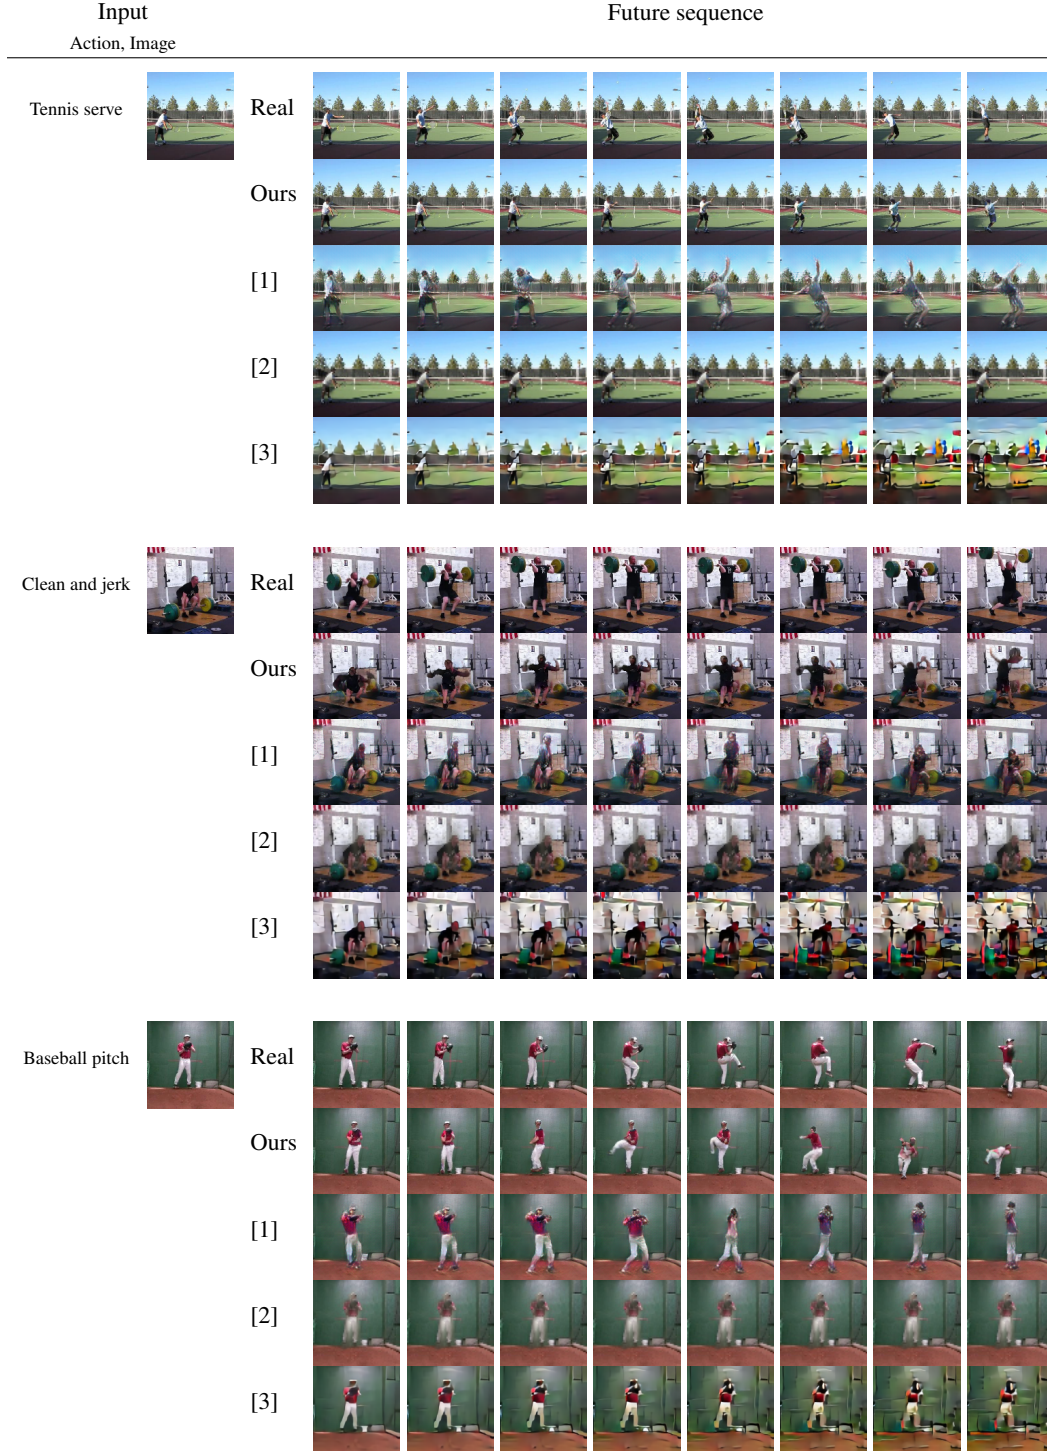 Input
Future sequence
Action, Image
Tennis serve
Real
Ours
[1]
[2]
[3]
Clean and jerk
Real
Ours
[1]
[2]
[3]
Baseball pitch
Real
Ours
[1]
[2]
[3]